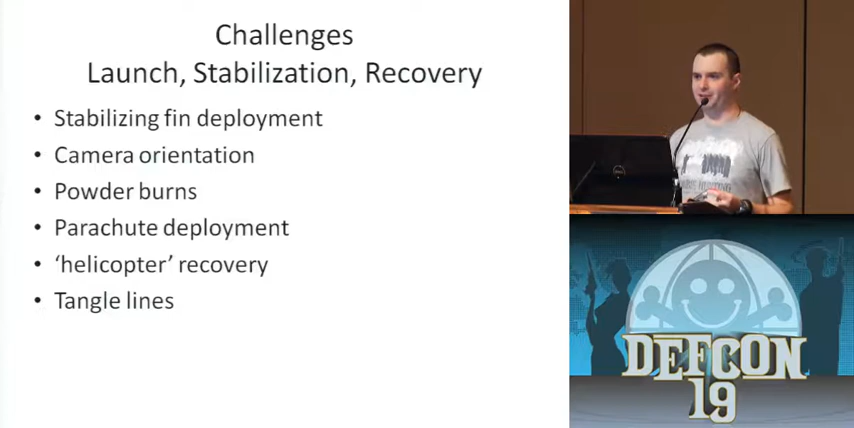 Challenges
Launch, Stabilization, Recovery
• Stabilizing fin deployment
• Camera orientation
• Powder burns
• Parachute deployment
• ‘helicopter’ recovery
• Tangle lines
DEFCON
19